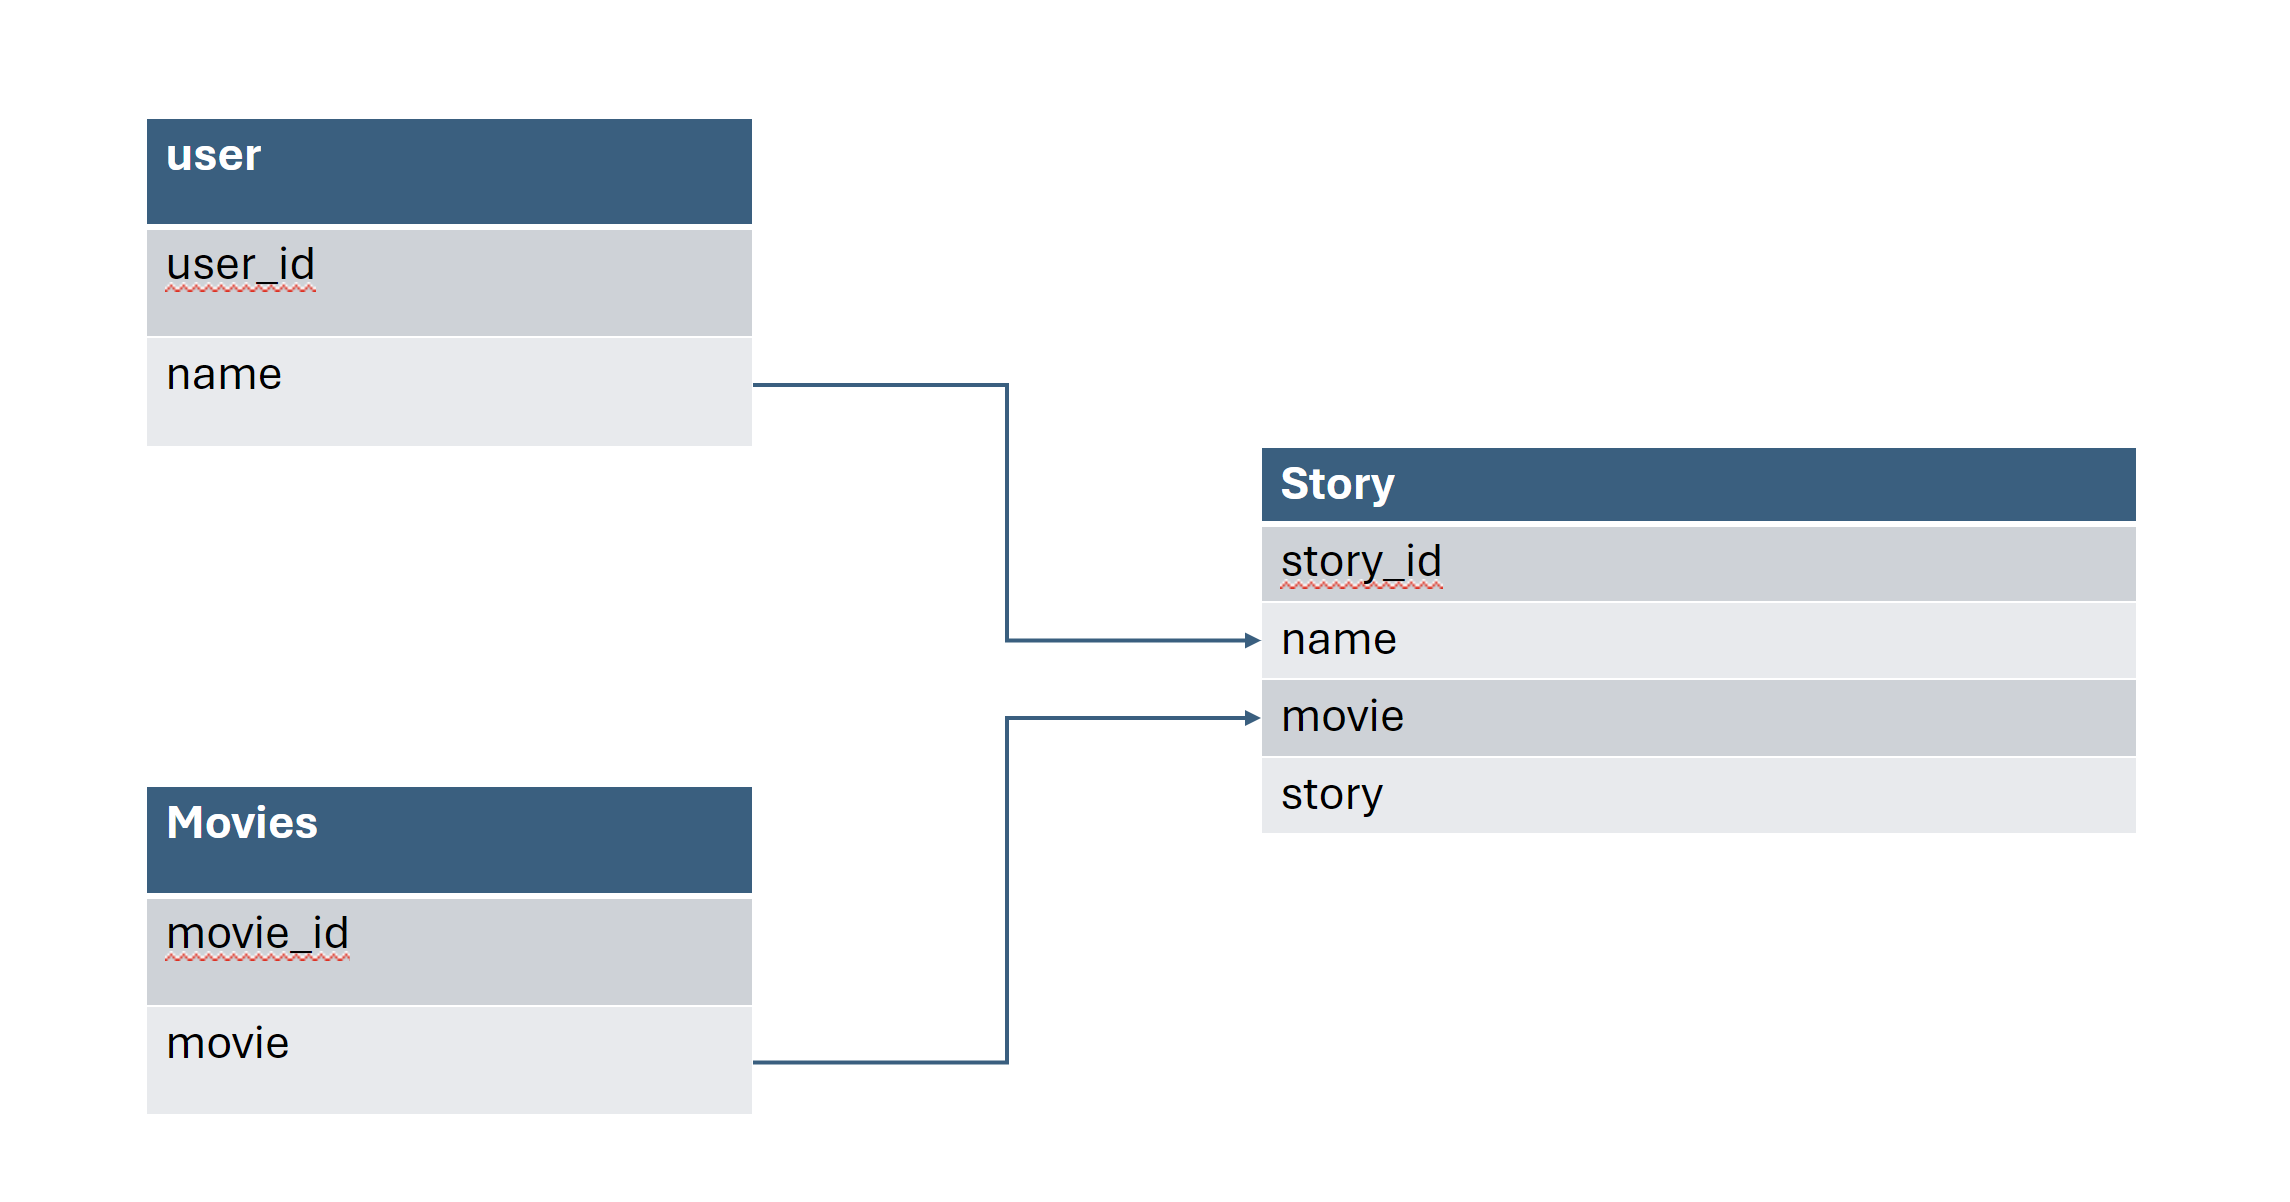 user
user_id
name
Story
story_id
name
movie
story
Movies
movie_id
movie